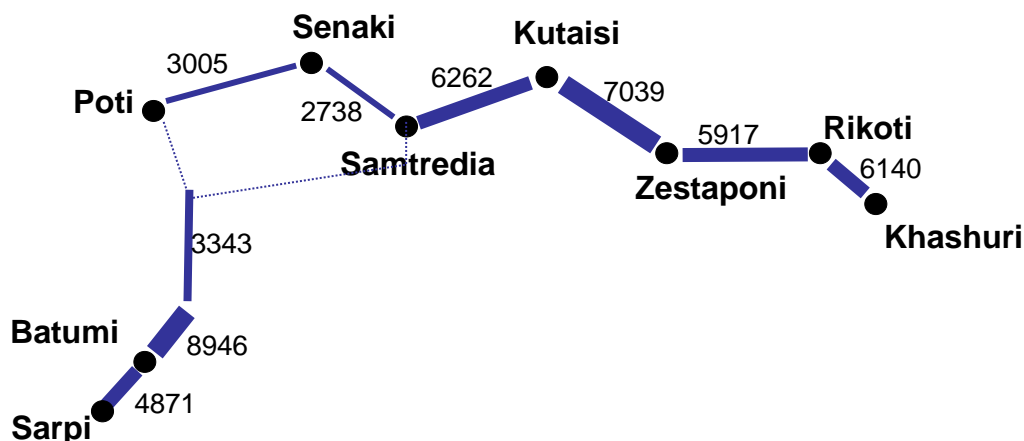 Senaki
Kutaisi
3005
6262
7039
Poti
2738
5917
Rikoti
Samtredia
6140
Zestaponi
Khashuri
3343
Batumi
8946
4871
Sarpi